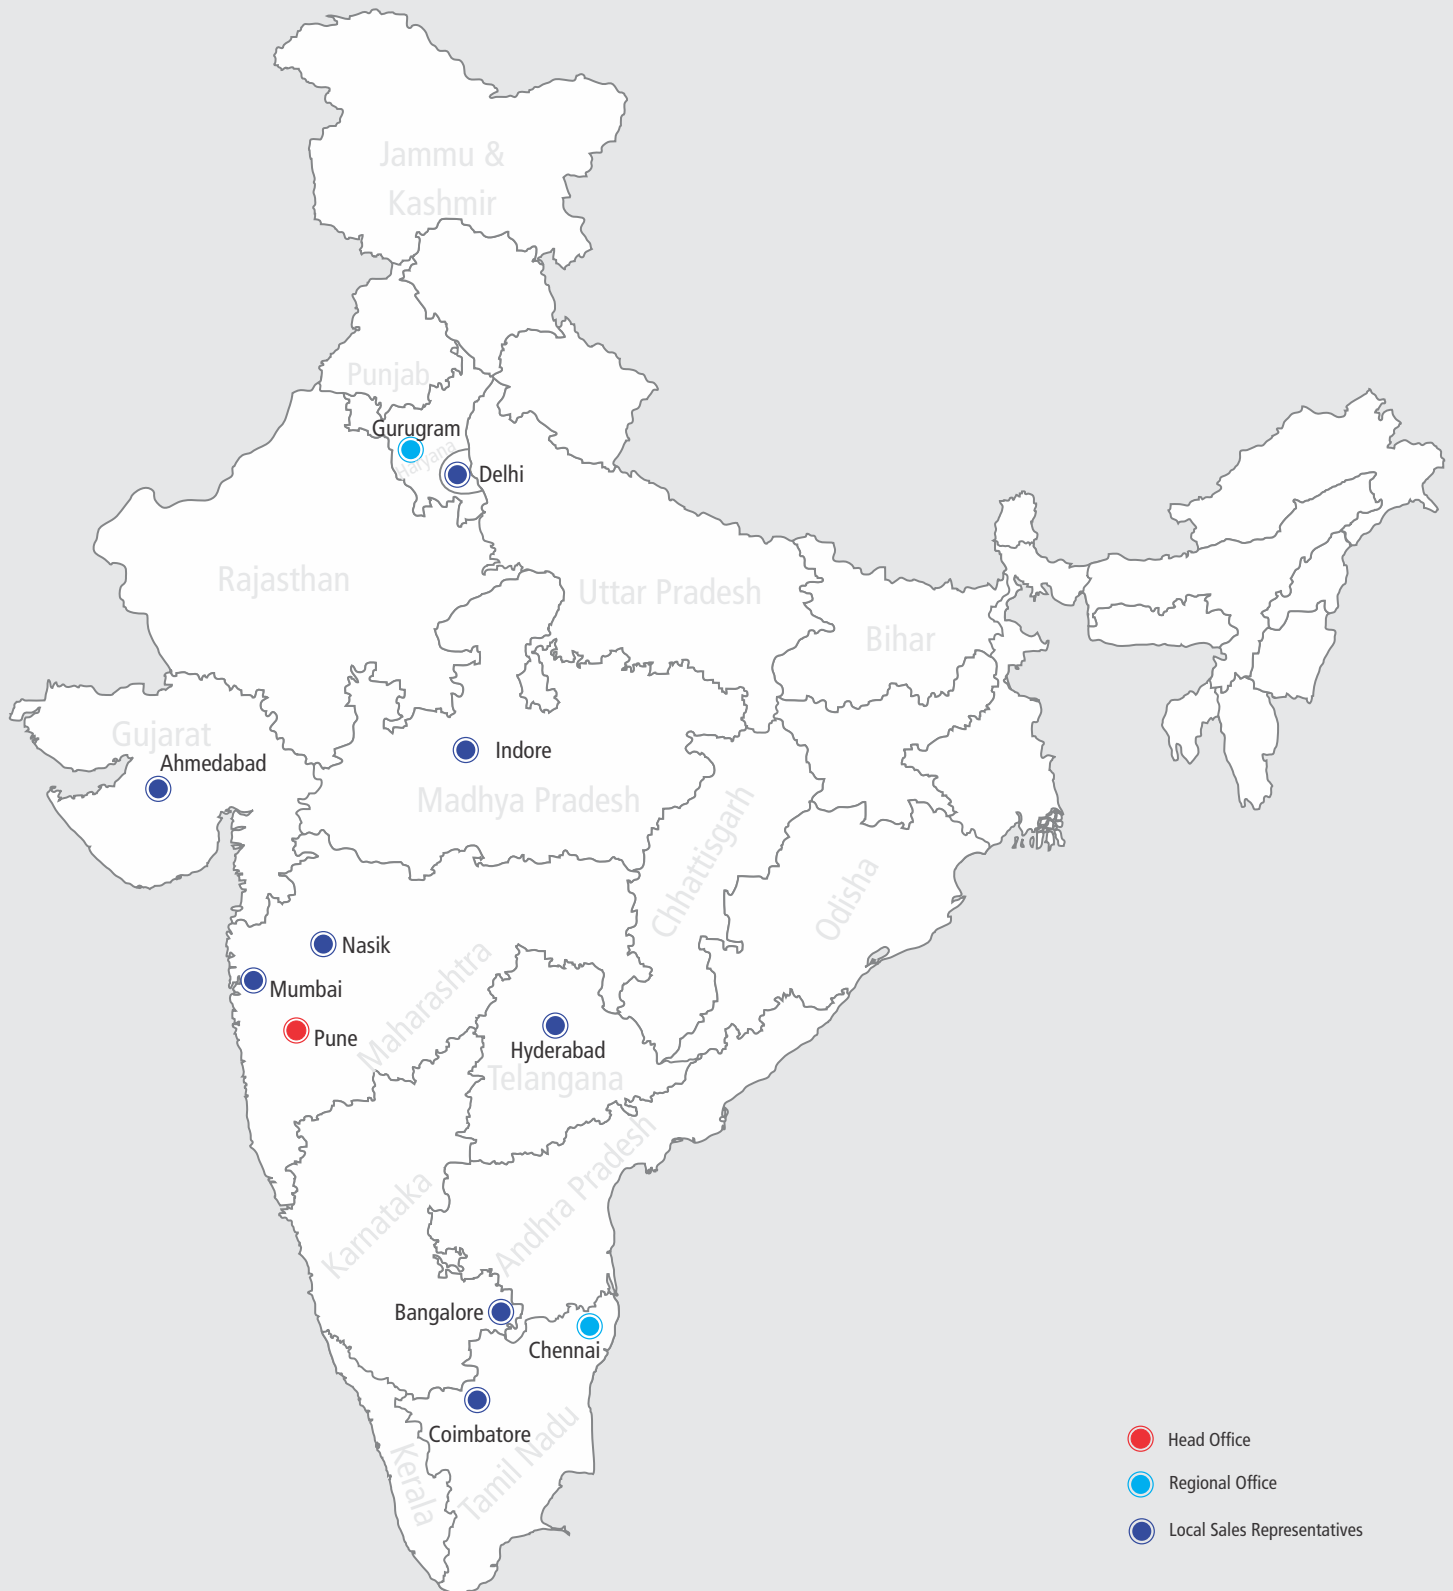 Jammu &
Kashmir
Punjab
Gurugram
Haryana
Delhi
Rajasthan
Uttar Pradesh
Bihar
Gujarat
Ahmedabad
Indore
Madhya Pradesh
Chhattisgarh
Odisha
Nasik
Mumbai
Maharashtra
Pune
Hyderabad
Telangana
Andhra Pradesh
Karnataka
Bangalore
Chennai
Coimbatore
Tamil Nadu
Kerala
Head Office
Regional Office
Local Sales Representatives